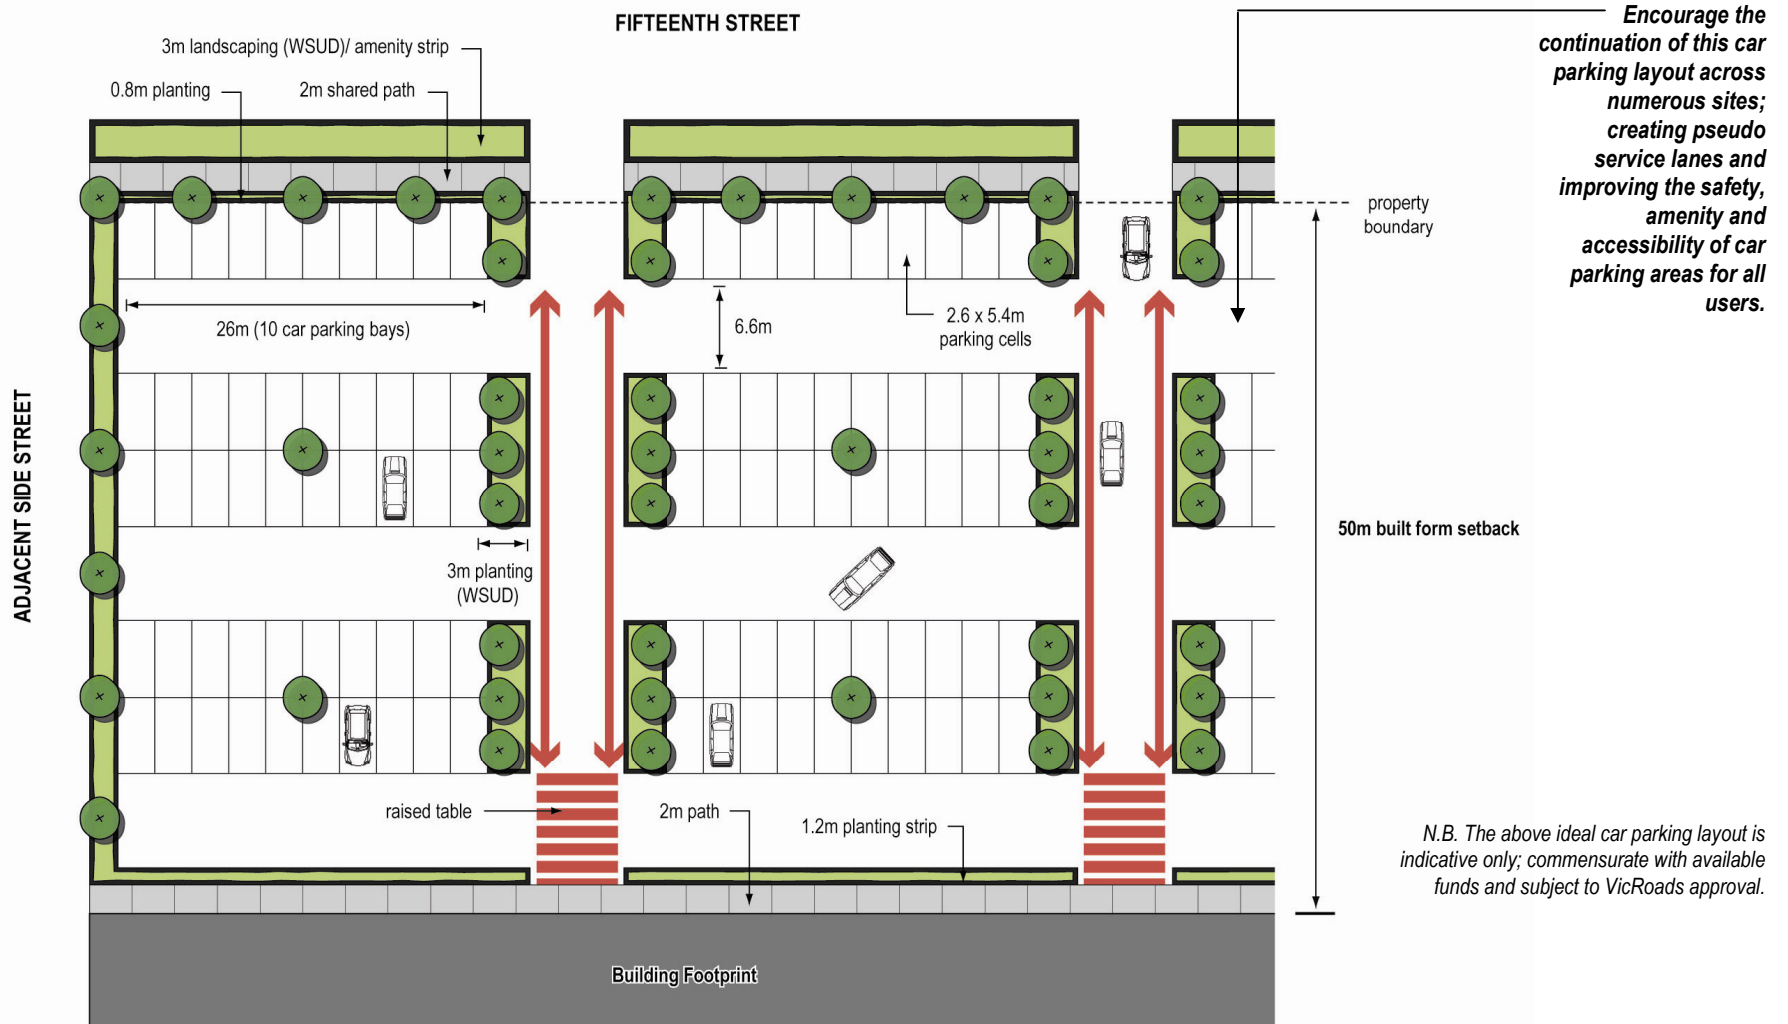 FIFTEENTH STREET
Encourage the
continuation of this car
parking layout across
numerous sites;
creating pseudo
service lanes and
improving the safety,
amenity and
accessibility of car
parking areas for all
users.
3m landscaping (WSUD)/ amenity strip
0.8m planting
2m shared path
property
boundary
26m (10 car parking bays)
6.6m
2.6 x 5.4m
parking cells
ADJACENT SIDE STREET
50m built form setback
3m planting
(WSUD)
raised table
2m path
1.2m planting strip
N.B. The above ideal car parking layout is
indicative only; commensurate with available
funds and subject to VicRoads approval.
Building Footprint